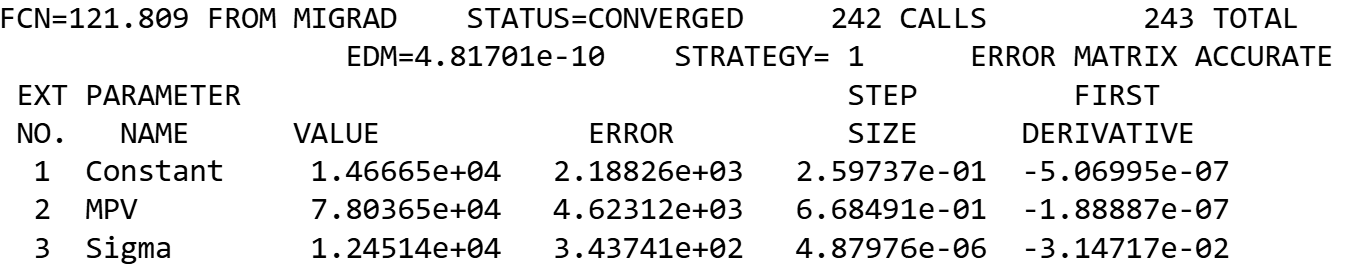 FCN=121.809 FROM MIGRAD    STATUS=CONVERGED     242 CALLS         243 TOTAL
                    EDM=4.81701e-10    STRATEGY= 1      ERROR MATRIX ACCURATE
 EXT PARAMETER                                   STEP         FIRST
 NO.   NAME      VALUE            ERROR          SIZE      DERIVATIVE
  1  Constant     1.46665e+04   2.18826e+03   2.59737e-01  -5.06995e-07
  2  MPV          7.80365e+04   4.62312e+03   6.68491e-01  -1.88887e-07
  3  Sigma        1.24514e+04   3.43741e+02   4.87976e-06  -3.14717e-02